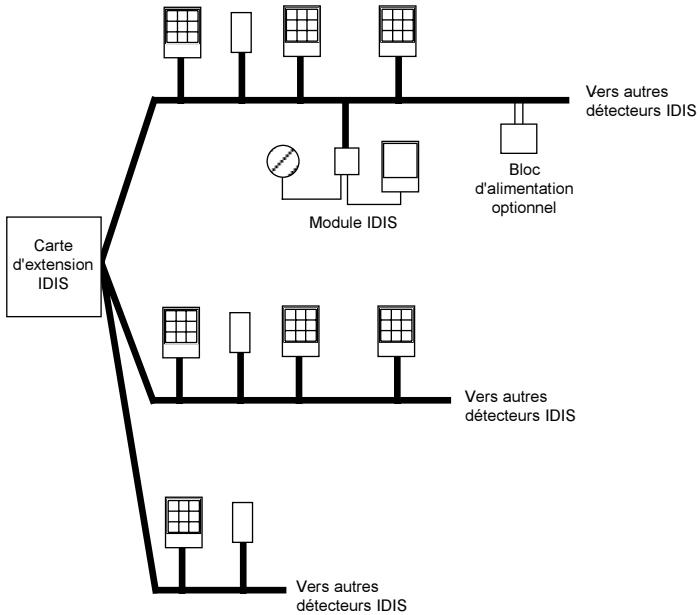 Vers autres
détecteurs IDIS
Bloc
d'alimentation
optionnel
Module IDIS
Carte
d'extension
IDIS
Vers autres
détecteurs IDIS
Vers autres
détecteurs IDIS